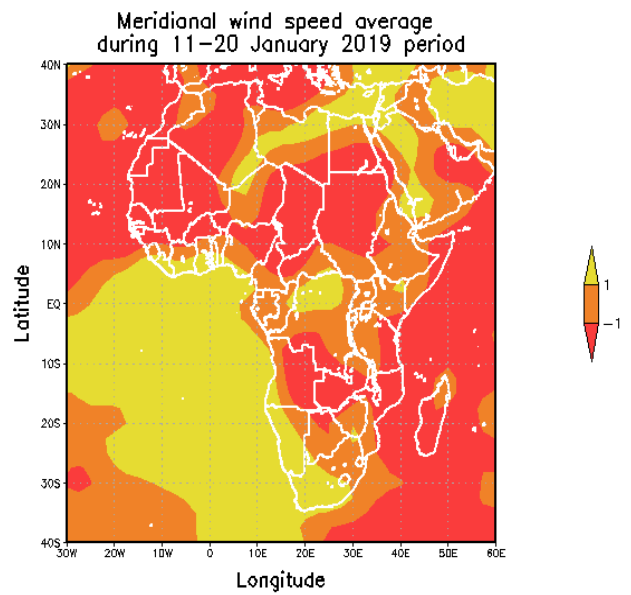 Meridianal wind speed average
during 11-20 January 2019 period
40N
30N
20N
10N
EQ
10S
20S
30S
40S
Latitude
30W 20W 10W 0 10E 20E 30E 40E 50E 60E
Longitude
1
-1